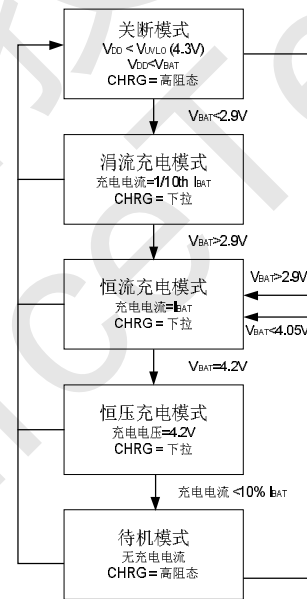 关断模式
VDD < VUVLO (4.3V)
VDD<VBAT
CHRG = 高阻态
VBAT<2.9V
涓流充电模式
充电电流=1/10th IBAT
CHRG = 下拉
VBAT>2.9V
恒流充电模式
充电电流=IBAT
CHRG = 下拉
VBAT>2.9V
VBAT<4.05V
VBAT=4.2V
恒压充电模式
充电电压=4.2V
CHRG = 下拉
充电电流 <10% IBAT
待机模式
无充电电流
CHRG = 高阻态